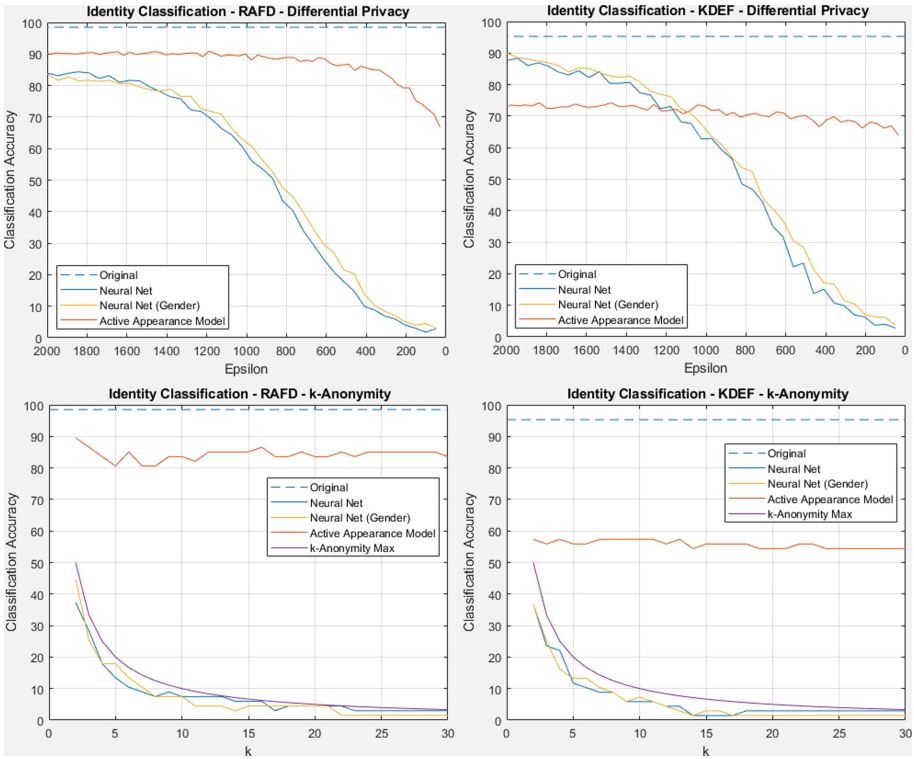 Identity Classification - RAFD - Differential Privacy
Classification Accuracy
100
90
80
70
60
50
40
30
20
10
0
Original
Neural Net
Neural Net (Gender)
Active Appearance Model
2000 1800 1600 1400 1200 1000 800 600 400 200 0
Epsilon
Identity Classification - KDEF - Differential Privacy
Classification Accuracy
100
90
80
70
60
50
40
30
20
10
0
Original
Neural Net
Neural Net (Gender)
Active Appearance Model
2000 1800 1600 1400 1200 1000 800 600 400 200 0
Epsilon
Identity Classification - RAFD - k-Anonymity
Classification Accuracy
100
90
80
70
60
50
40
30
20
10
0
Original
Neural Net
Neural Net (Gender)
Active Appearance Model
k-Anonymity Max
0 5 10 15 20 25 30
k
Identity Classification - KDEF - k-Anonymity
Classification Accuracy
100
90
80
70
60
50
40
30
20
10
0
Original
Neural Net
Neural Net (Gender)
Active Appearance Model
k-Anonymity Max
0 5 10 15 20 25 30
k